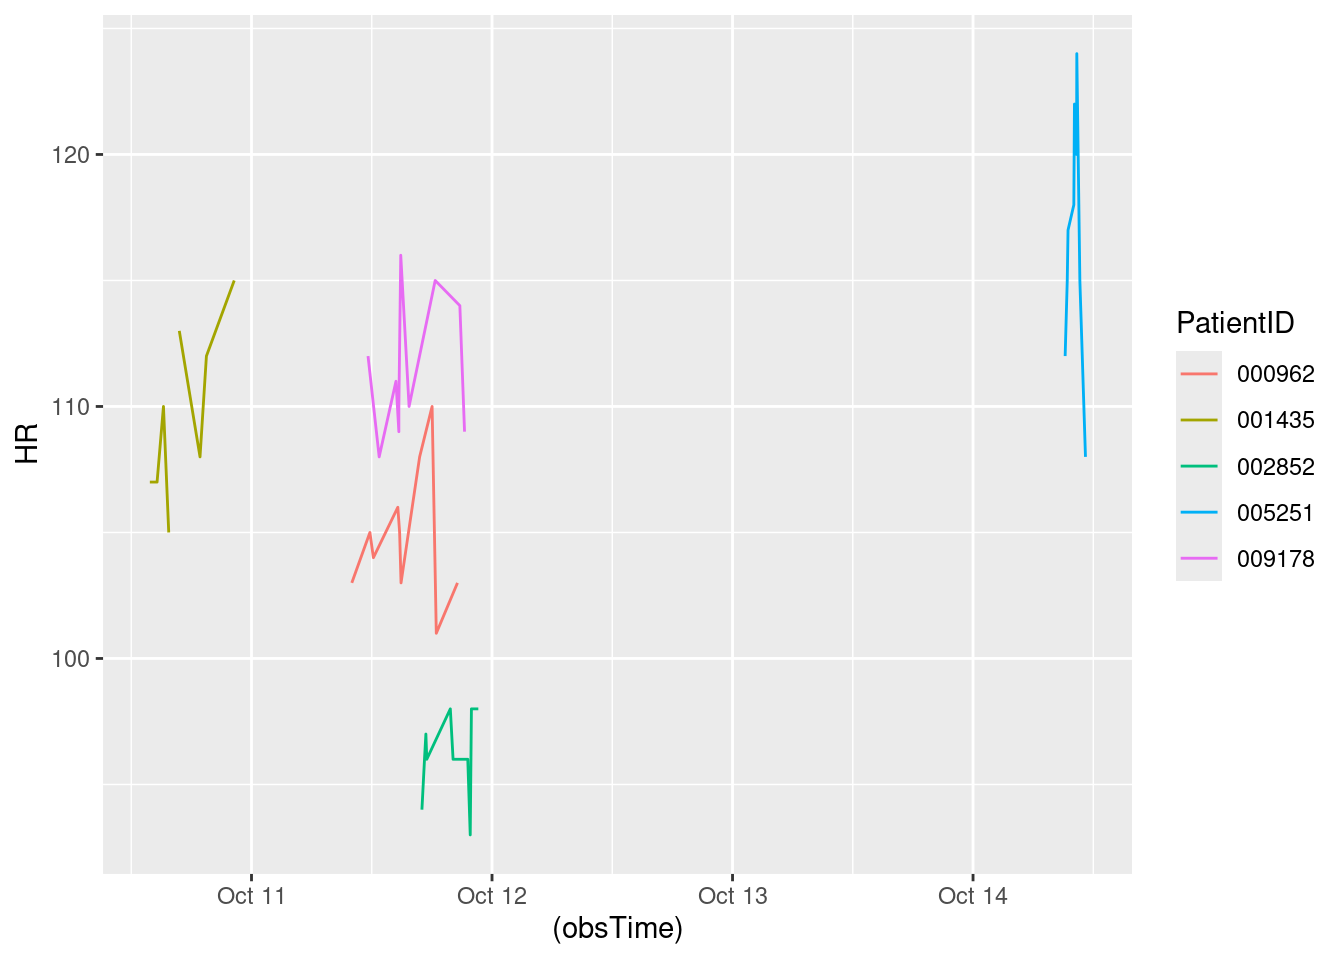 120
110
100
HR
Oct 11
Oct 12
Oct 13
Oct 14
(obsTime)
PatientID
000962
001435
002852
005251
009178